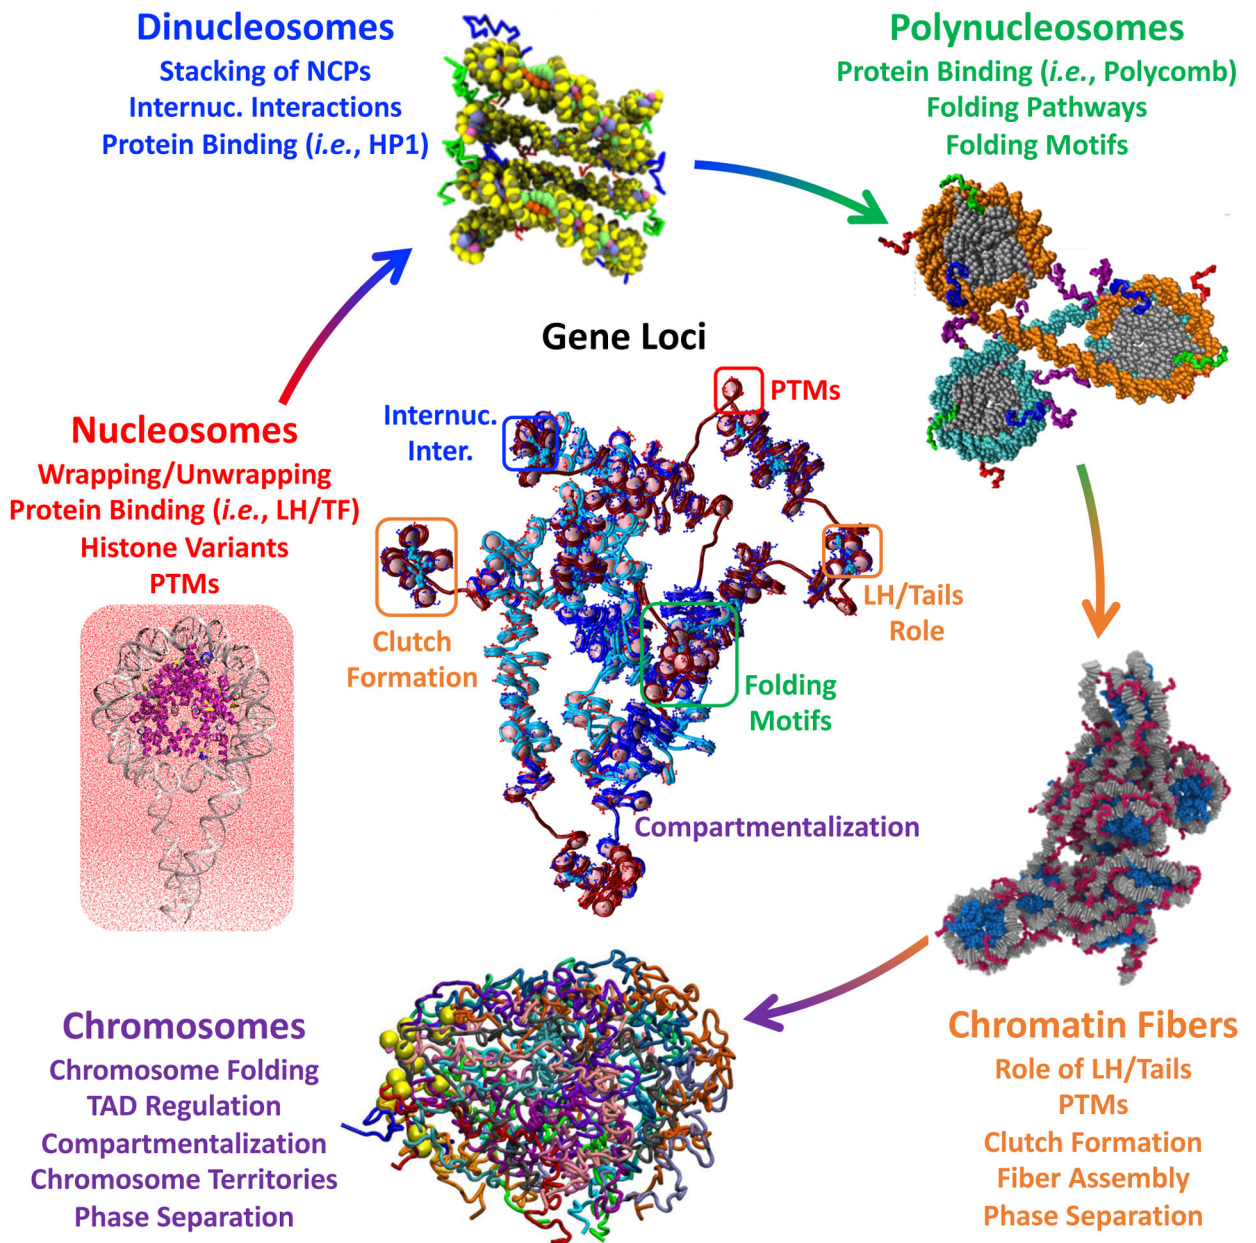 Dinucleosomes
Stacking of NCPs
Internuc. Interactions
Protein Binding (i.e., HP1)
Polynucleosomes
Protein Binding (i.e., Polycomb)
Folding Pathways
Folding Motifs
Nucleosomes
Wrapping/Unwrapping
Protein Binding (i.e., LH/TF)
Histone Variants
PTMs
Gene Loci
Internuc.
Inter.
PTMs
Clutch
Formation
LH/Tails
Role
Folding
Motifs
Compartmentalization
Chromosomes
Chromosome Folding
TAD Regulation
Compartmentalization
Chromosome Territories
Phase Separation
Chromatin Fibers
Role of LH/Tails
PTMs
Clutch Formation
Fiber Assembly
Phase Separation